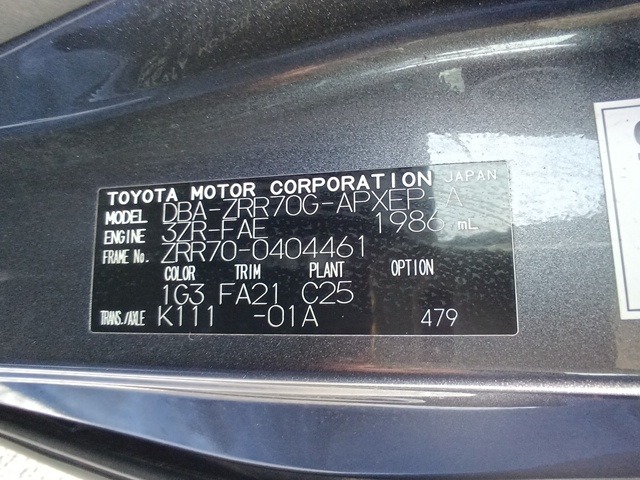 TOYOTA MOTOR CORPORATION JAPAN
MODEL DBA-ZRR70G-APXEP A
ENGINE 3ZR-FAE 1986 mL
FRAME No. ZRR70-0404461
COLOR TRIM PLANT OPTION
1G3 FA21 C25
TRANS./AXLE K111 -01A 479